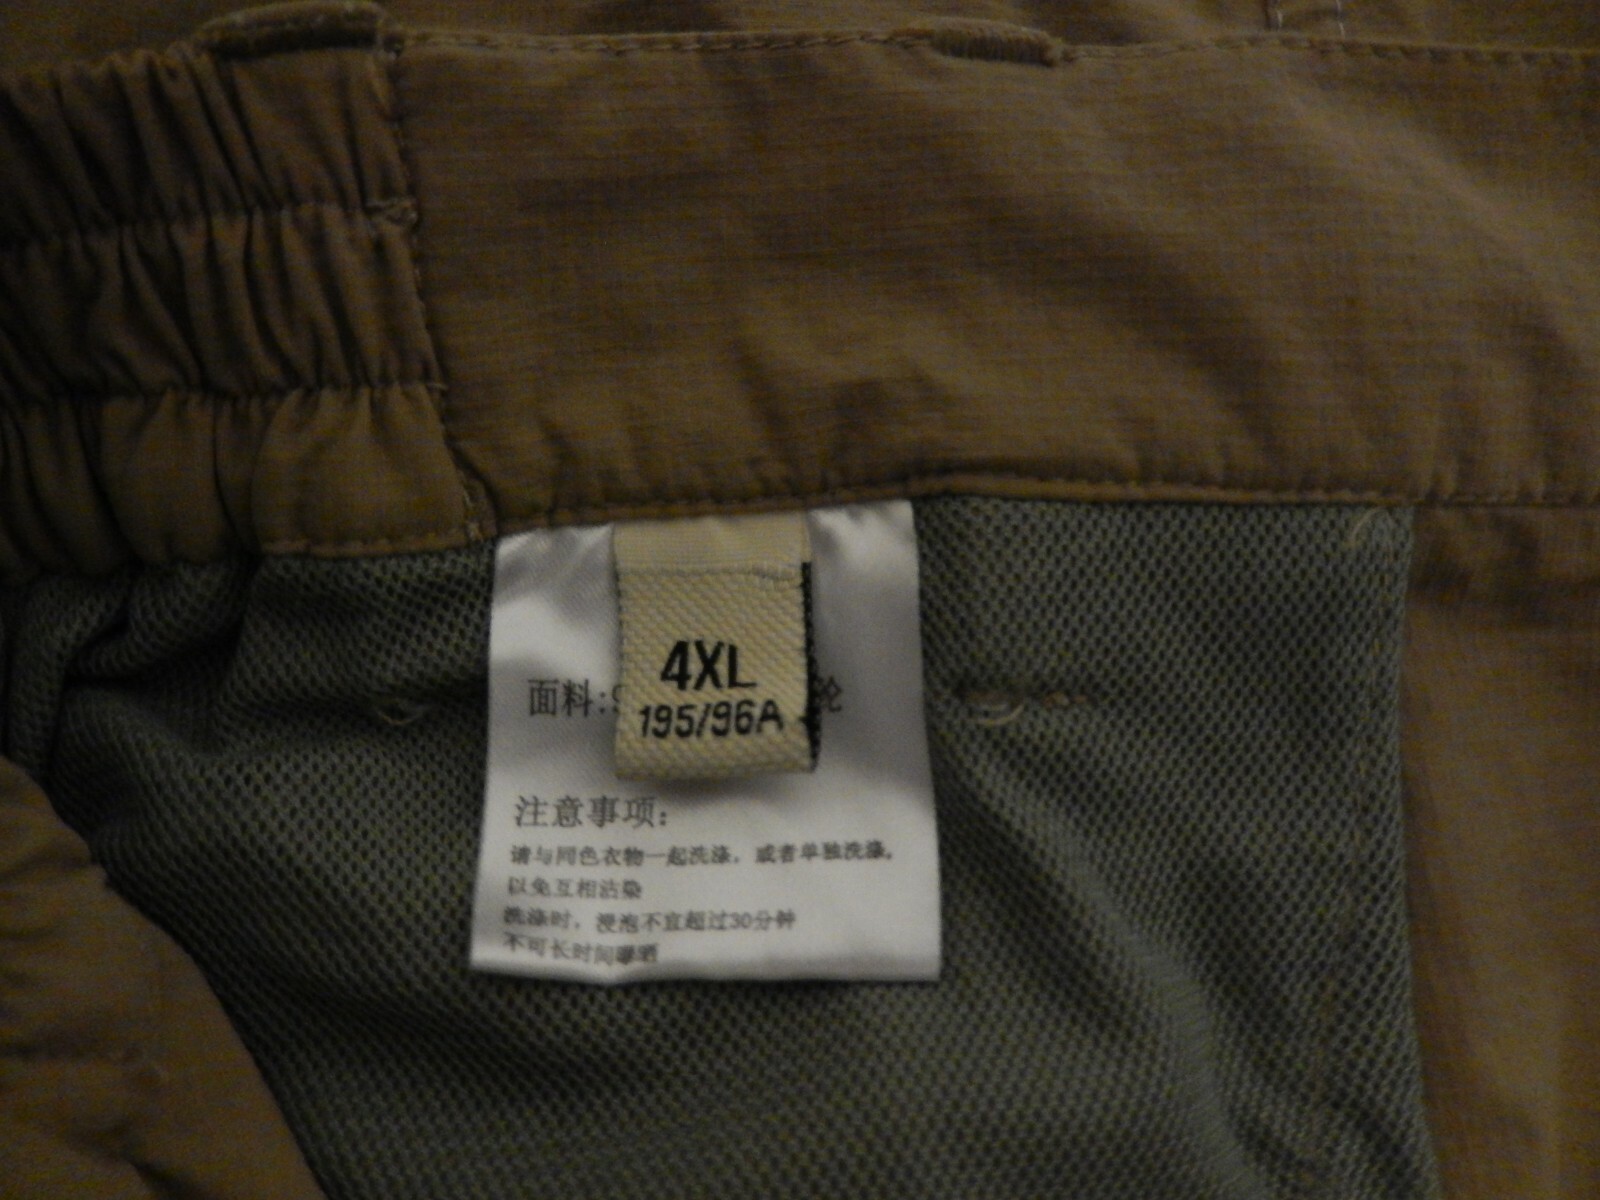 4XL
195/96A
面料:9
纶
注意事项:
请与同色衣物一起洗涤，或者单独洗涤，
以免互相沾染
洗涤时，浸泡不宜超过30分钟
不可长时间曝晒